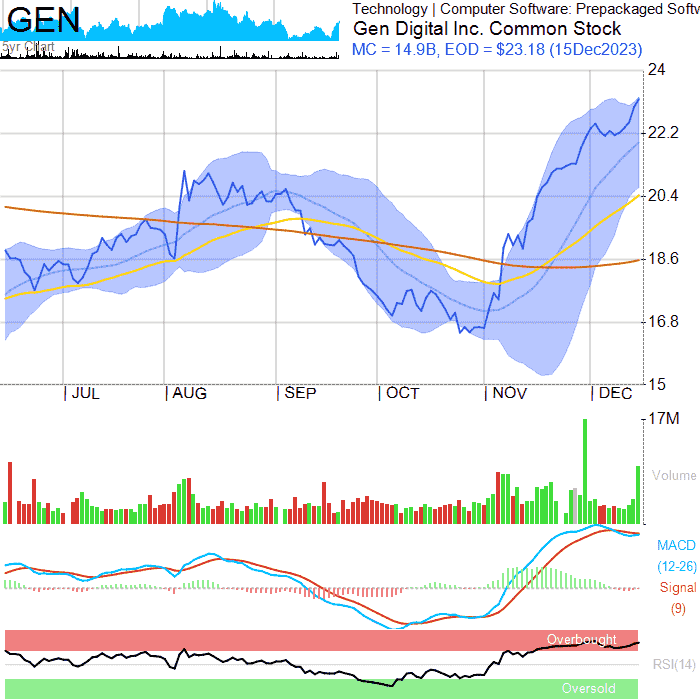 GEN
5yr Chart
Technology | Computer Software: Prepackaged Softw
Gen Digital Inc. Common Stock
MC = 14.9B, EOD = $23.18 (15Dec2023)
24
22.2
20.4
18.6
16.8
15
| JUL | AUG | SEP | OCT | NOV | DEC
17M
Volume
MACD
(12-26)
Signal
(9)
Overbought
RSI(14)
Oversold